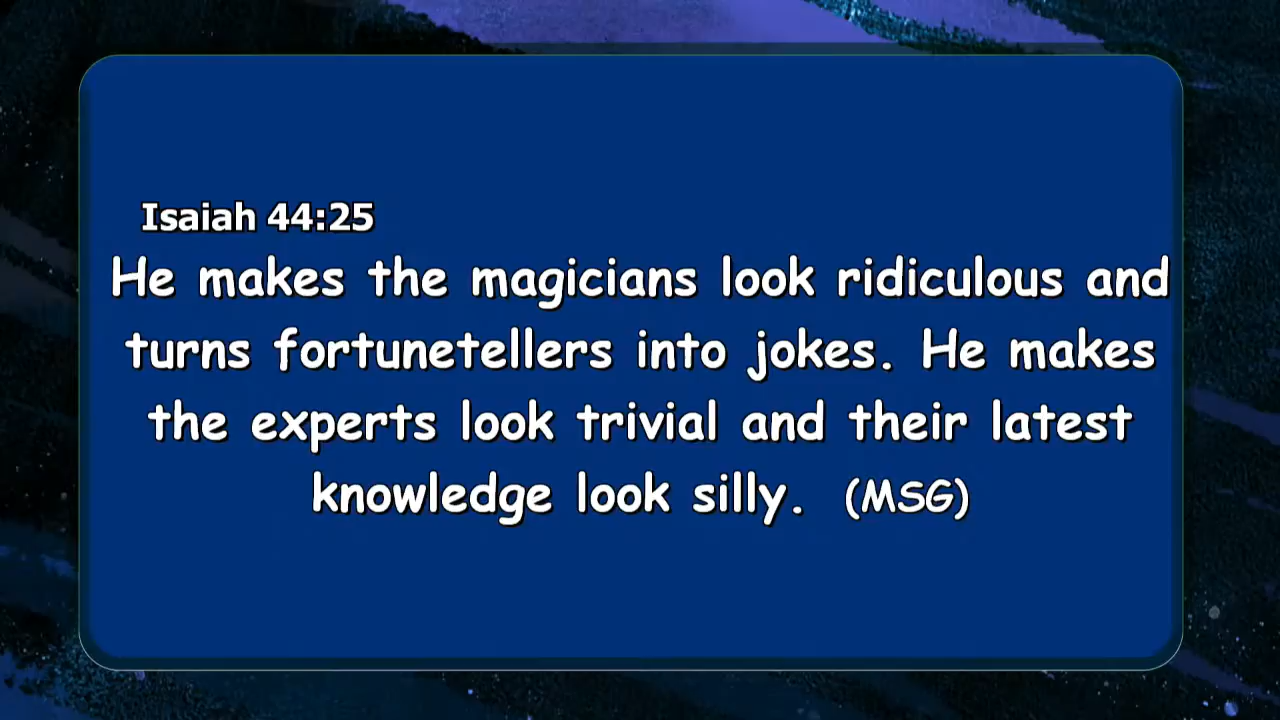 Isaiah 44:25
He makes the magicians look ridiculous and
turns fortunetellers into jokes. He makes
the experts look trivial and their latest
knowledge look silly. (MSG)